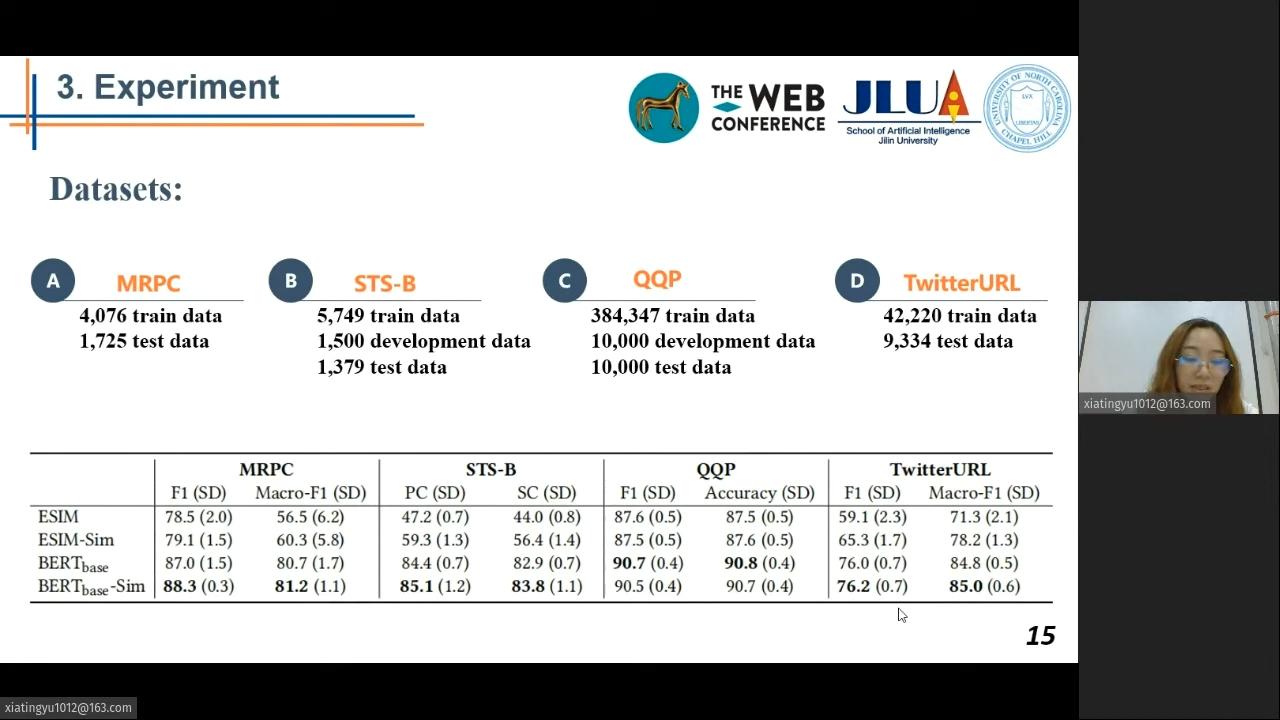 3. Experiment
THE WEB
CONFERENCE
JLUA
School of Artificial Intelligence
Jilin University
UNIVERSITY OF NORTH CAROLINA
LVX
LIBERTAS
CHAPEL HILL
Datasets:
A MRPC
4,076 train data
1,725 test data
B STS-B
5,749 train data
1,500 development data
1,379 test data
C QQP
384,347 train data
10,000 development data
10,000 test data
D TwitterURL
42,220 train data
9,334 test data
MRPC STS-B QQP TwitterURL
F1 (SD) Macro-F1 (SD) PC (SD) SC (SD) F1 (SD) Accuracy (SD) F1 (SD) Macro-F1 (SD)
ESIM 78.5 (2.0) 56.5 (6.2) 47.2 (0.7) 44.0 (0.8) 87.6 (0.5) 87.5 (0.5) 59.1 (2.3) 71.3 (2.1)
ESIM-Sim 79.1 (1.5) 60.3 (5.8) 59.3 (1.3) 56.4 (1.4) 87.5 (0.5) 87.6 (0.5) 65.3 (1.7) 78.2 (1.3)
BERTbase 87.0 (1.5) 80.7 (1.7) 84.4 (0.7) 82.9 (0.7) 90.7 (0.4) 90.8 (0.4) 76.0 (0.7) 84.8 (0.5)
BERTbase-Sim 88.3 (0.3) 81.2 (1.1) 85.1 (1.2) 83.8 (1.1) 90.5 (0.4) 90.7 (0.4) 76.2 (0.7) 85.0 (0.6)
15
xiatingyu1012@163.com
xiatingyu1012@163.com